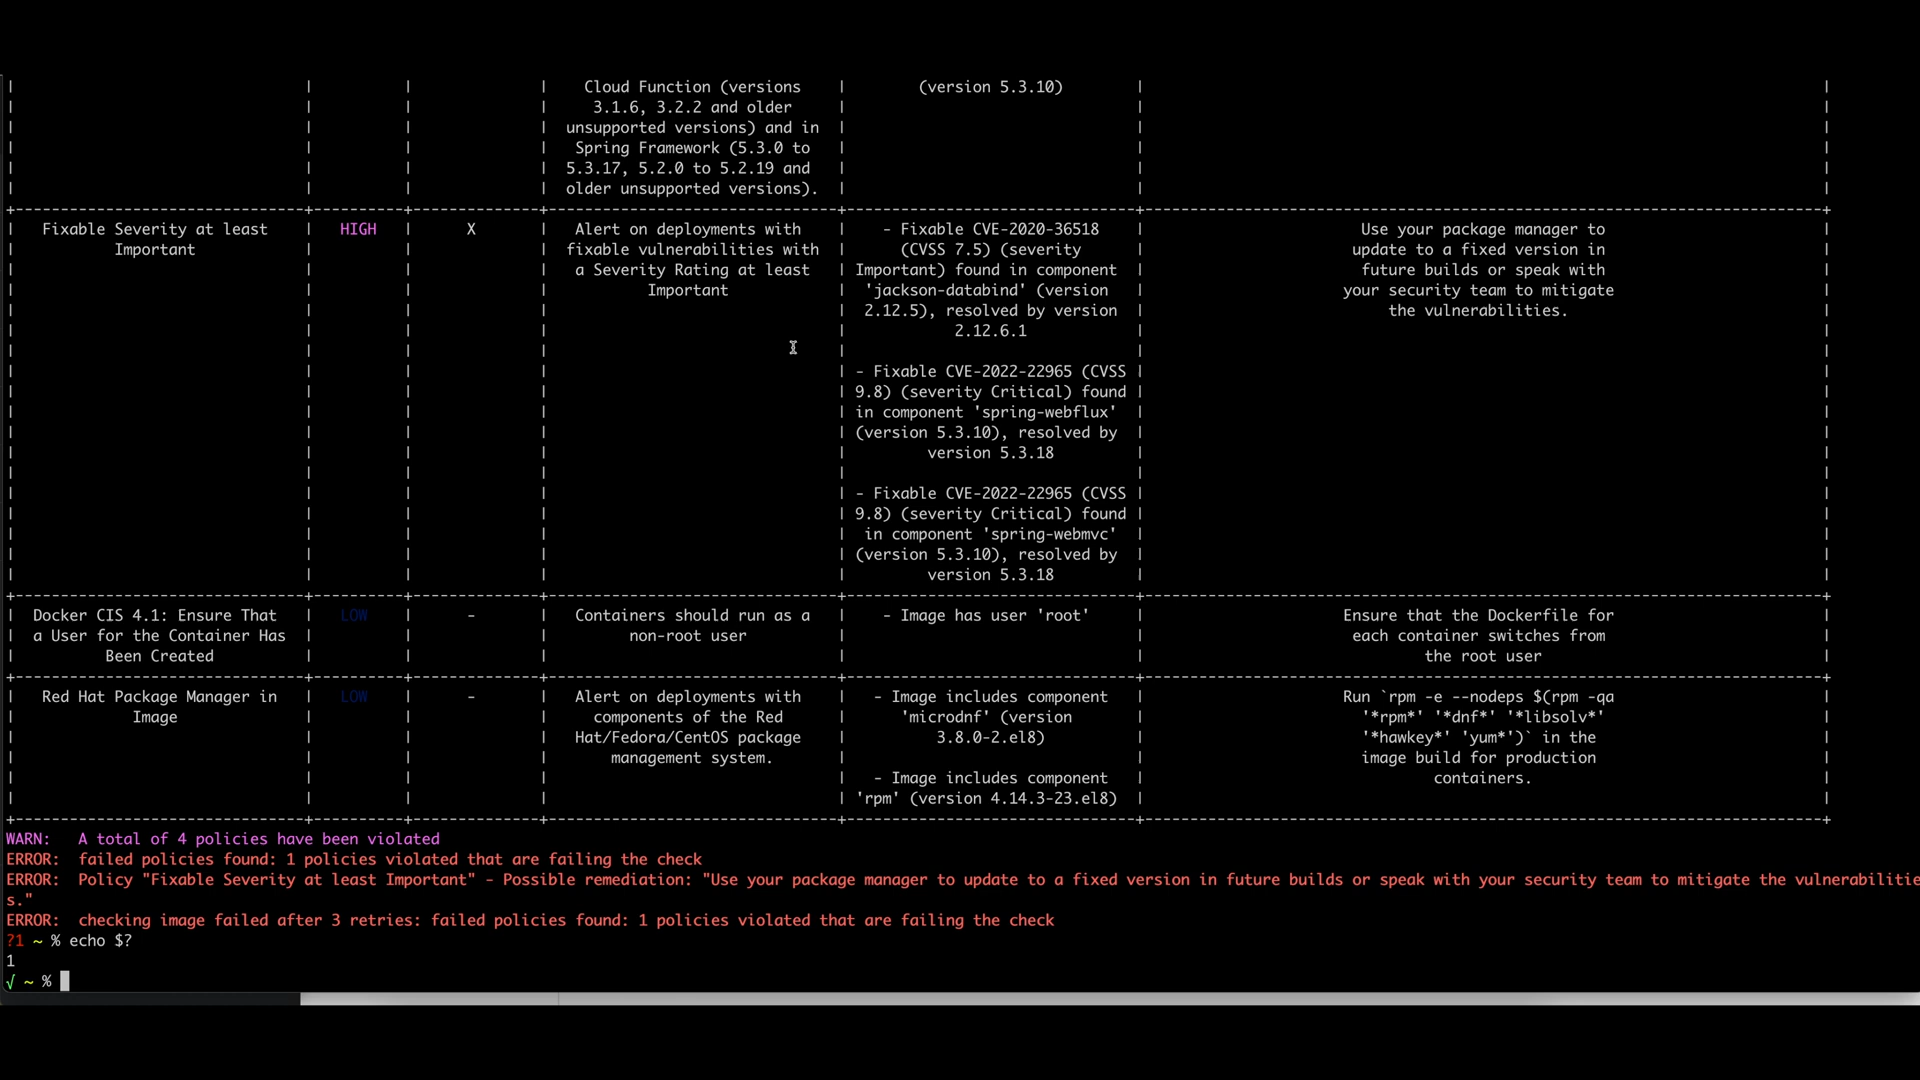 Cloud Function (versions (version 5.3.10)
3.1.6, 3.2.2 and older
unsupported versions) and in
Spring Framework (5.3.0 to
5.3.17, 5.2.0 to 5.2.19 and
older unsupported versions).
Fixable Severity at least HIGH X Alert on deployments with - Fixable CVE-2020-36518 Use your package manager to
Important fixable vulnerabilities with (CVSS 7.5) (severity update to a fixed version in
a Severity Rating at least Important) found in component future builds or speak with
Important 'jackson-databind' (version your security team to mitigate
2.12.5), resolved by version the vulnerabilities.
2.12.6.1
- Fixable CVE-2022-22965 (CVSS
9.8) (severity Critical) found
in component 'spring-webflux'
(version 5.3.10), resolved by
version 5.3.18
- Fixable CVE-2022-22965 (CVSS
9.8) (severity Critical) found
in component 'spring-webmvc'
(version 5.3.10), resolved by
version 5.3.18
Docker CIS 4.1: Ensure That LOW - Containers should run as a - Image has user 'root' Ensure that the Dockerfile for
a User for the Container Has non-root user each container switches from
Been Created the root user
Red Hat Package Manager in LOW - Alert on deployments with - Image includes component Run `rpm -e --nodeps $(rpm -qa
Image components of the Red 'microdnf' (version '*rpm*' '*dnf*' '*libsolv*'
Hat/Fedora/CentOS package 3.8.0-2.el8) '*hawkey*' 'yum*')` in the
management system. image build for production
- Image includes component containers.
'rpm' (version 4.14.3-23.el8)
WARN: A total of 4 policies have been violated
ERROR: failed policies found: 1 policies violated that are failing the check
ERROR: Policy "Fixable Severity at least Important" - Possible remediation: "Use your package manager to update to a fixed version in future builds or speak with your security team to mitigate the vulnerabilitie
s."
ERROR: checking image failed after 3 retries: failed policies found: 1 policies violated that are failing the check
?1 ~ % echo $?
1
√ ~ %